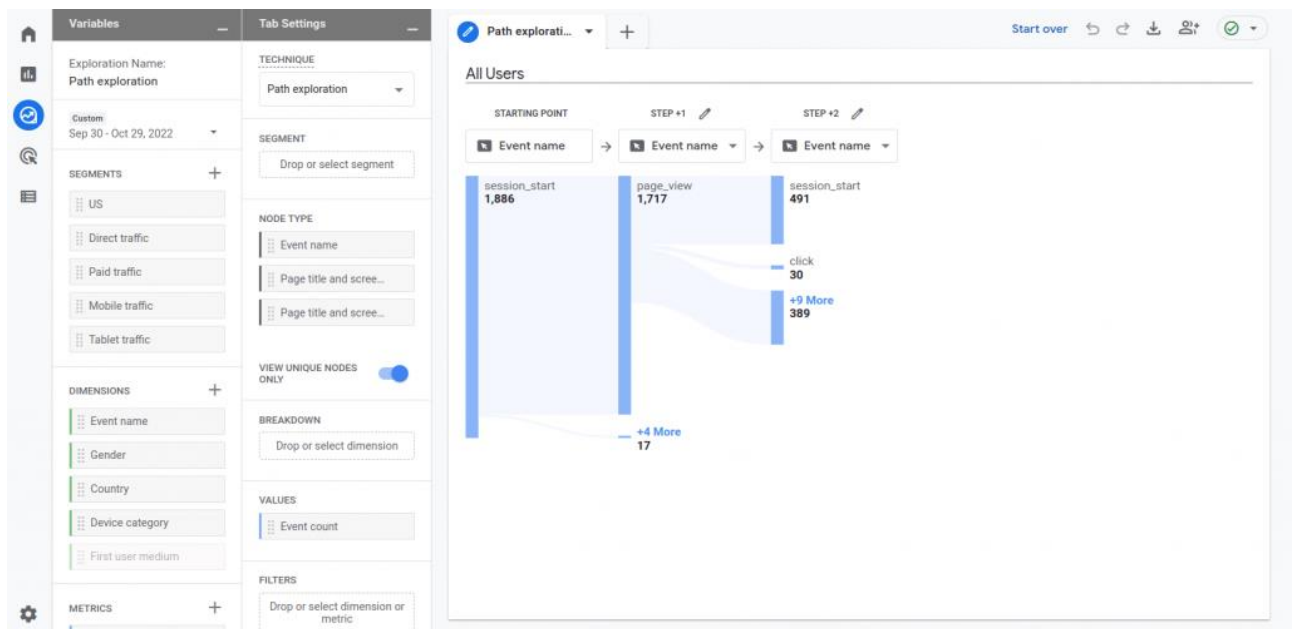 Variables
Exploration Name:
Path exploration
Custom
Sep 30 - Oct 29, 2022
SEGMENTS
US
Direct traffic
Paid traffic
Mobile traffic
Tablet traffic
DIMENSIONS
Event name
Gender
Country
Device category
First user medium
METRICS
Tab Settings
TECHNIQUE
Path exploration
SEGMENT
Drop or select segment
NODE TYPE
Event name
Page title and scree...
Page title and scree...
VIEW UNIQUE NODES
ONLY
BREAKDOWN
Drop or select dimension
VALUES
Event count
FILTERS
Drop or select dimension or
metric
Path explorati...
Start over
All Users
STARTING POINT
STEP +1
STEP +2
Event name
Event name
Event name
session_start
1,886
page_view
1,717
session_start
491
click
30
+9 More
389
+4 More
17